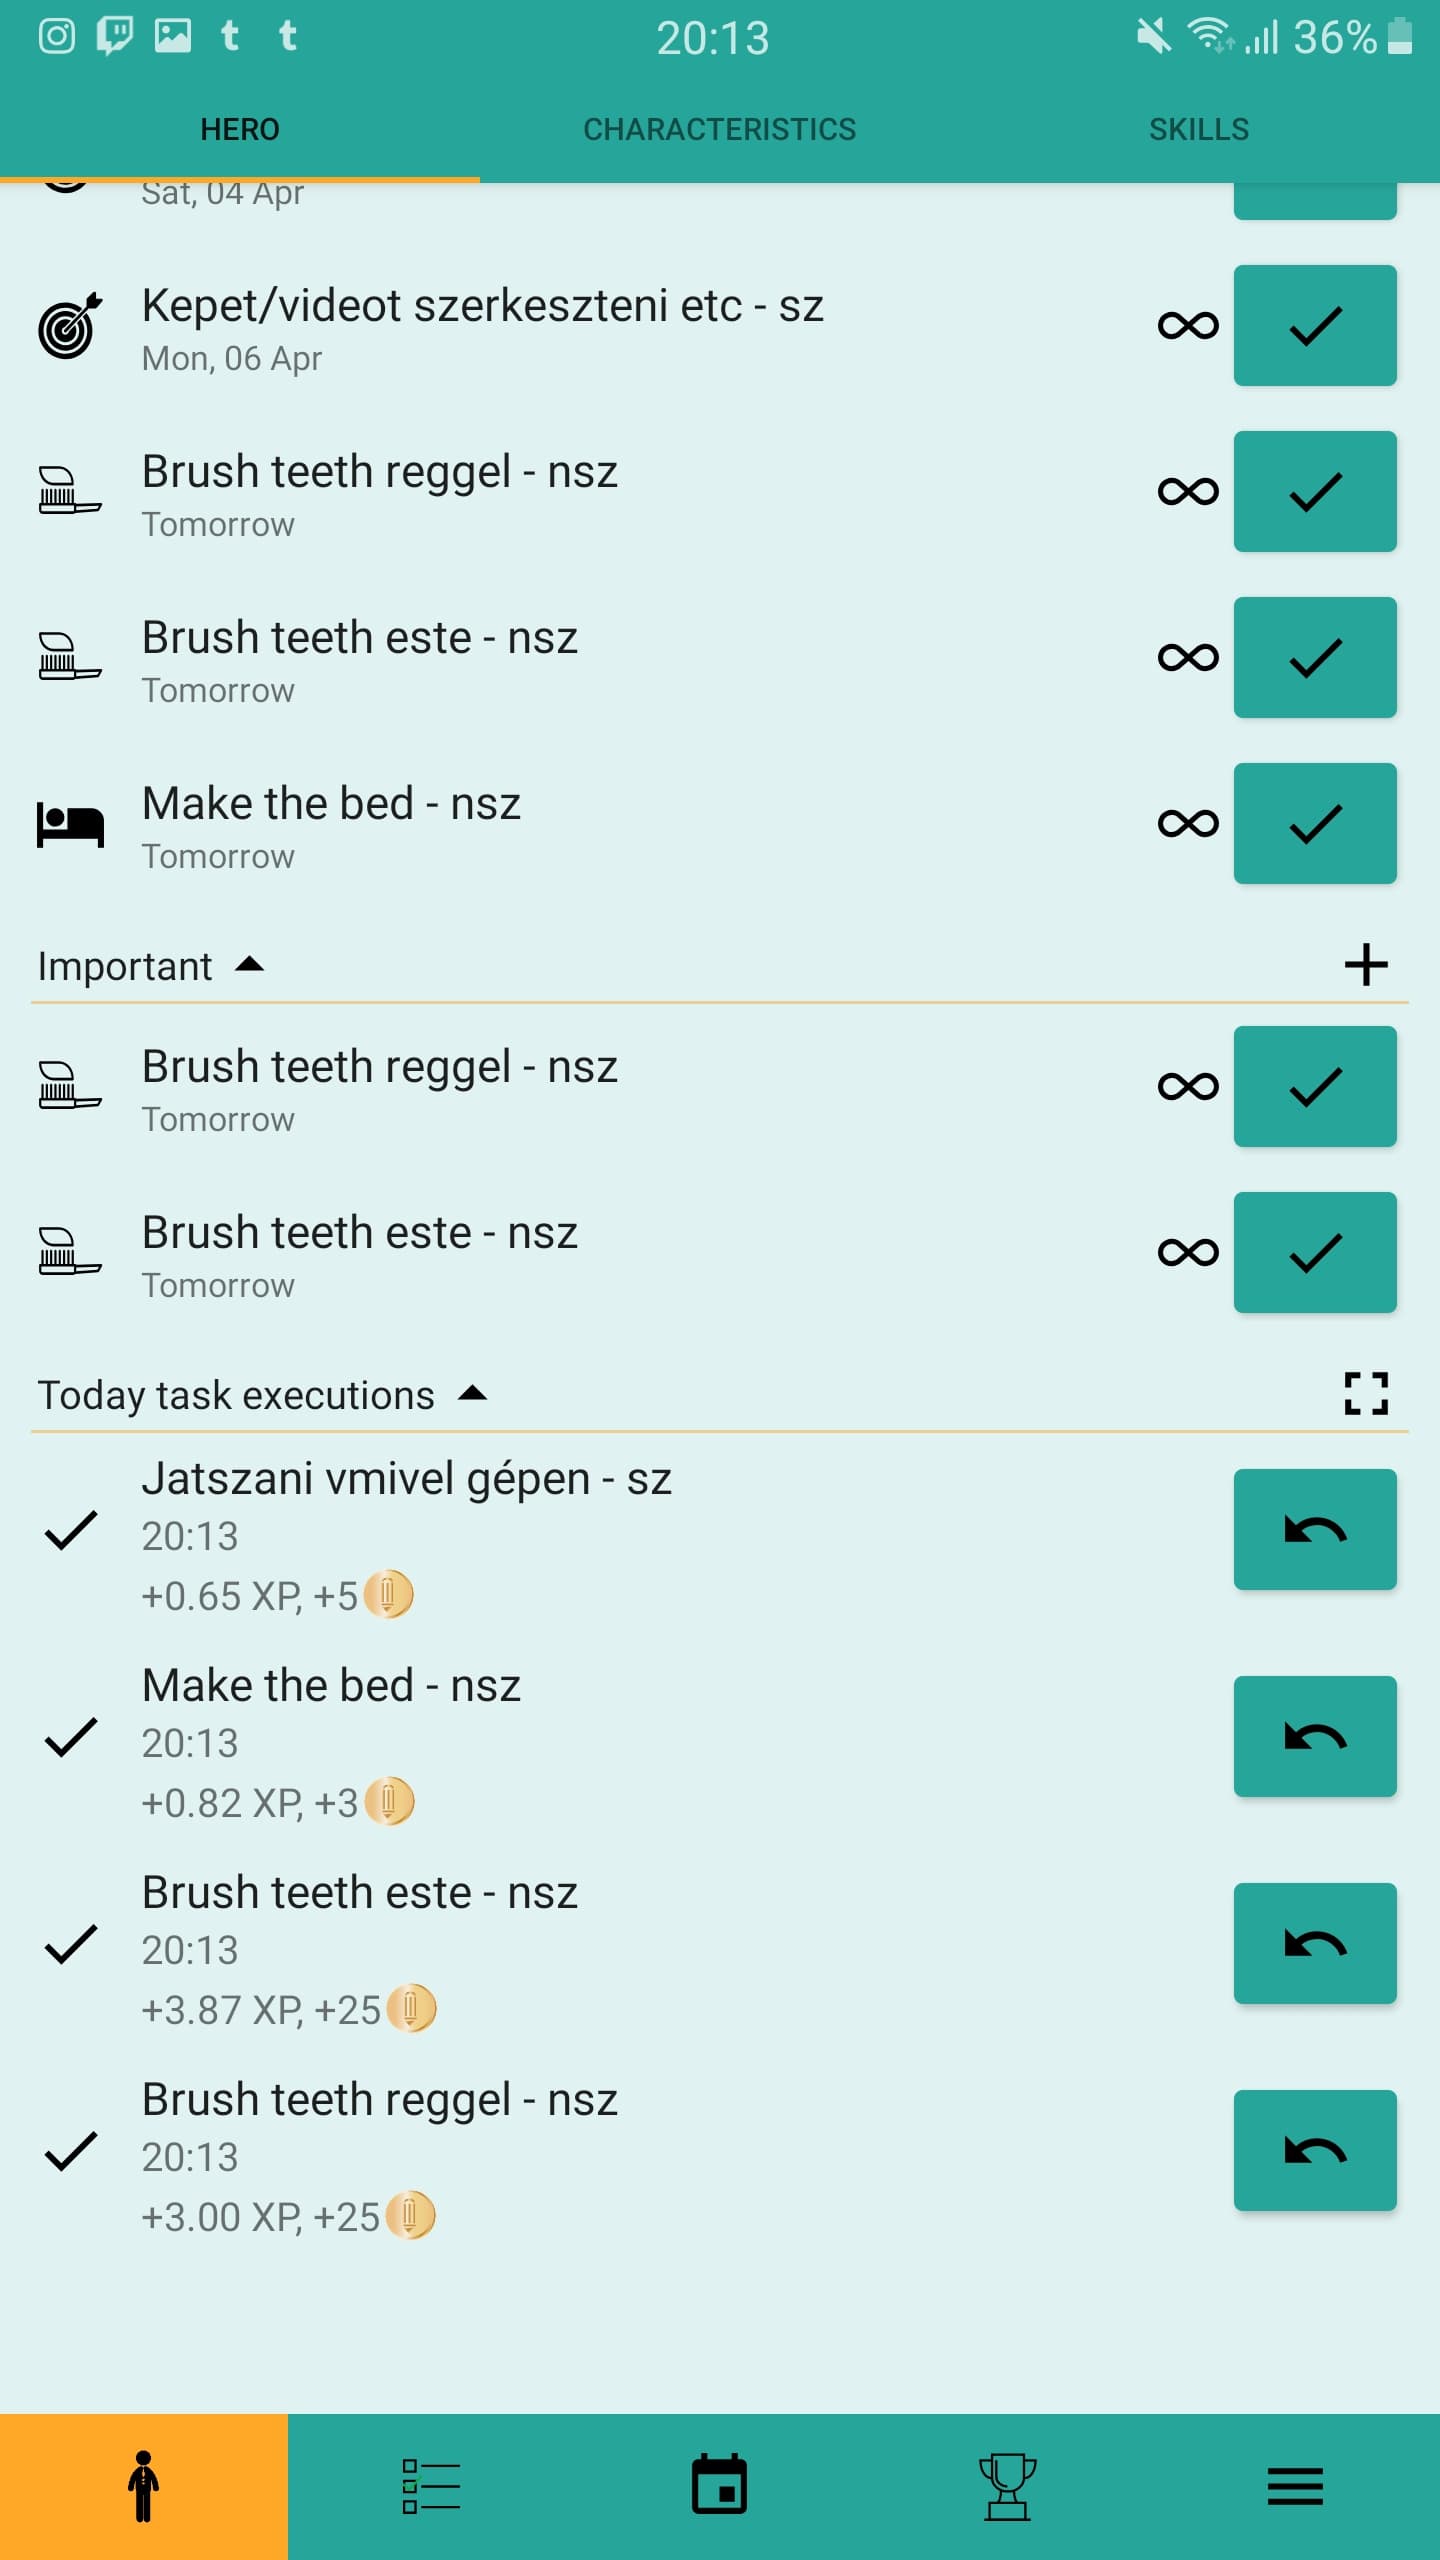 20:13
36%
HERO
CHARACTERISTICS
SKILLS
Sat, 04 Apr
Kepet/videot szerkeszteni etc - sz
Mon, 06 Apr
Brush teeth reggel - nsz
Tomorrow
Brush teeth este - nsz
Tomorrow
Make the bed - nsz
Tomorrow
Important
Brush teeth reggel - nsz
Tomorrow
Brush teeth este - nsz
Tomorrow
Today task executions
Jatszani vmivel gépen - sz
20:13
+0.65 XP, +5
Make the bed - nsz
20:13
+0.82 XP, +3
Brush teeth este - nsz
20:13
+3.87 XP, +25
Brush teeth reggel - nsz
20:13
+3.00 XP, +25